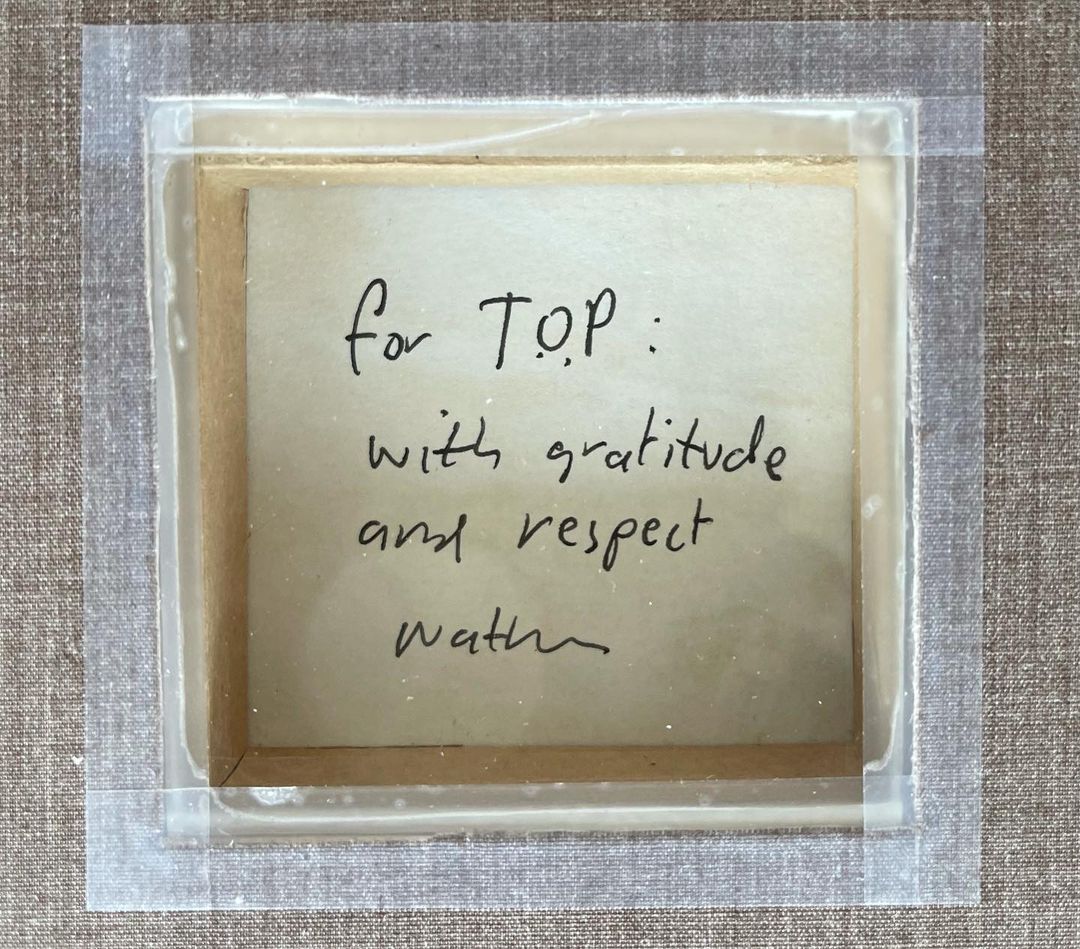 for T.O.P :
with gratitude
and respect